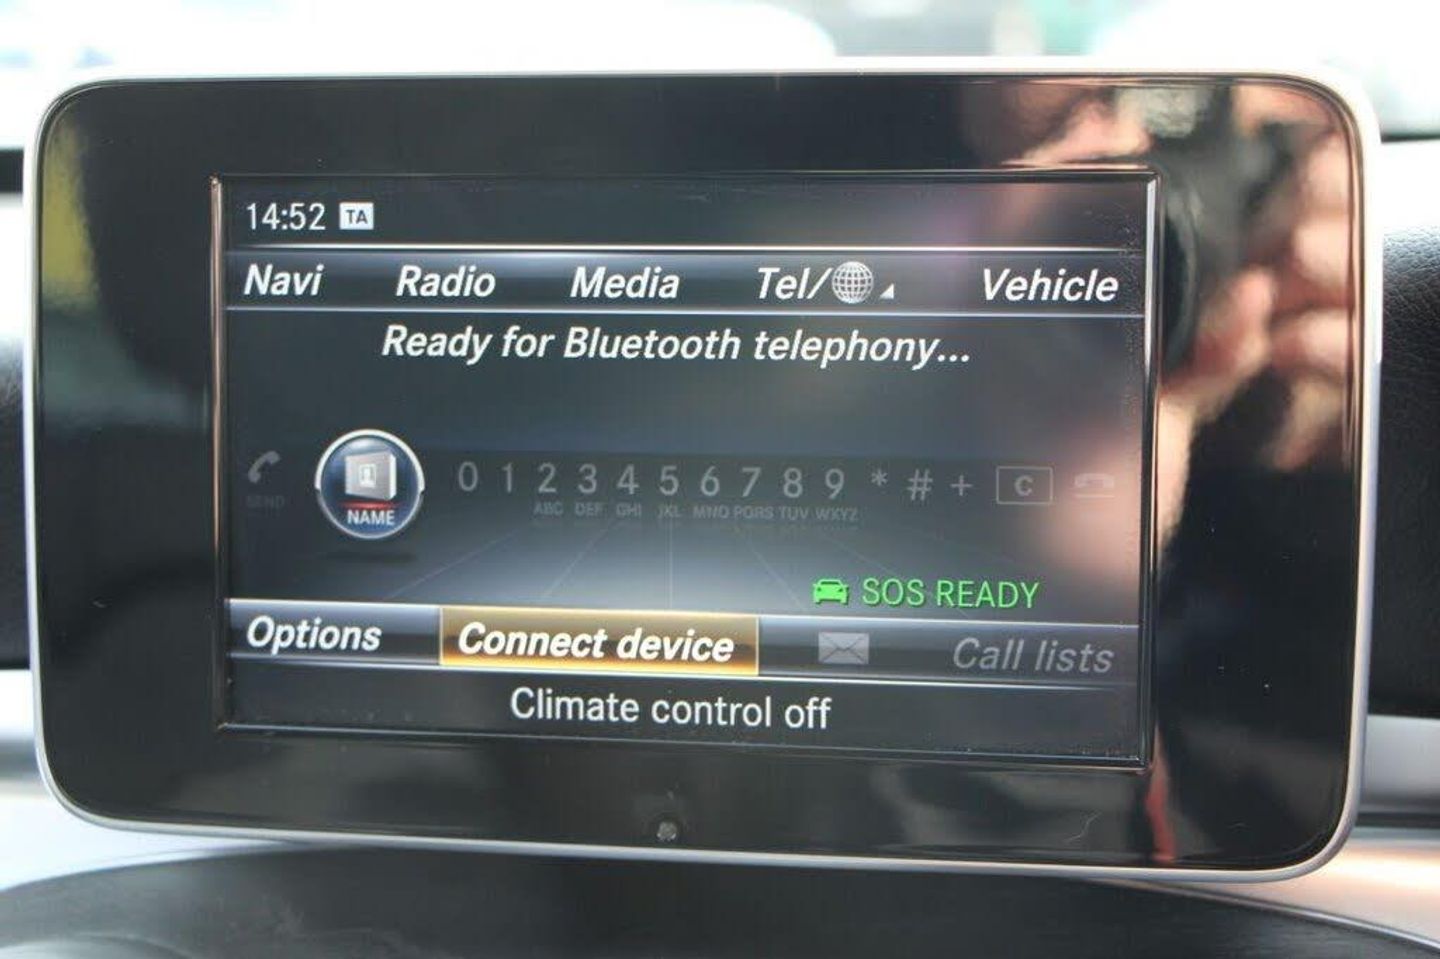 14:52 TA
Navi Radio Media Tel/ Vehicle
Ready for Bluetooth telephony...
SEND NAME 0 1 2 3 4 5 6 7 8 9 * # + C
ABC DEF GHI JKL MNO PQRS TUV WXYZ
SOS READY
Options Connect device Call lists
Climate control off